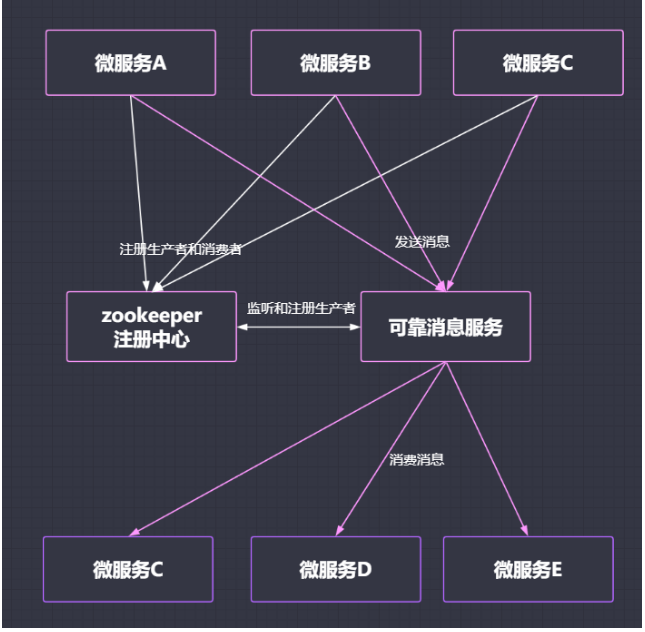 微服务A
微服务B
微服务C
注册生产者和消费者
发送消息
zookeeper
注册中心
监听和注册生产者
可靠消息服务
消费消息
微服务C
微服务D
微服务E